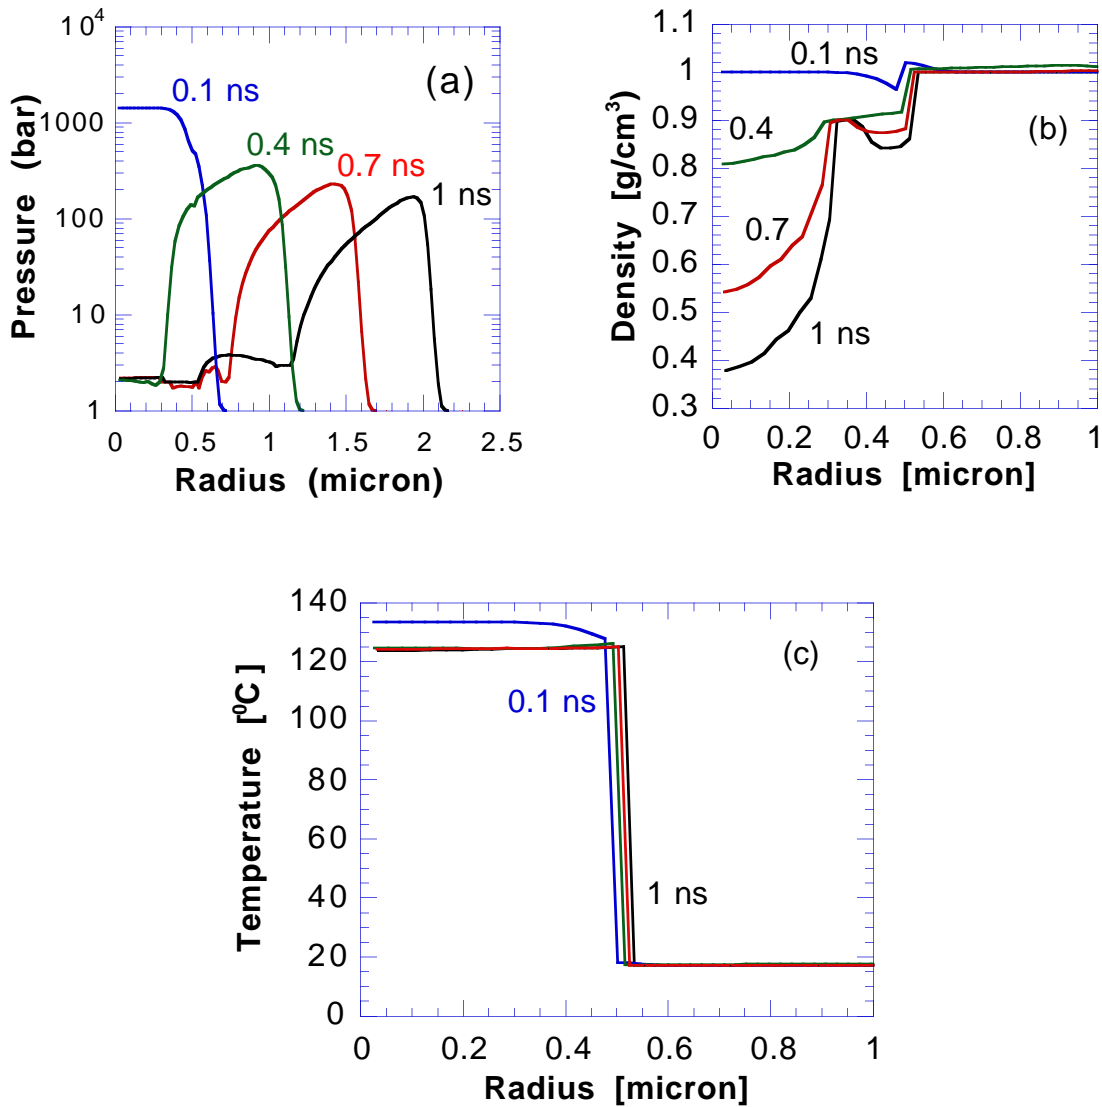 10⁴
1000
100
10
1
0
0.5
1
1.5
2
2.5
Pressure (bar)
Radius (micron)
(a)
0.1 ns
0.4 ns
0.7 ns
1 ns
1.1
1
0.9
0.8
0.7
0.6
0.5
0.4
0.3
0
0.2
0.4
0.6
0.8
1
Density [g/cm³]
Radius [micron]
(b)
0.1 ns
0.4
0.7
1 ns
140
120
100
80
60
40
20
0
0
0.2
0.4
0.6
0.8
1
Temperature [⁰C]
Radius [micron]
(c)
0.1 ns
1 ns